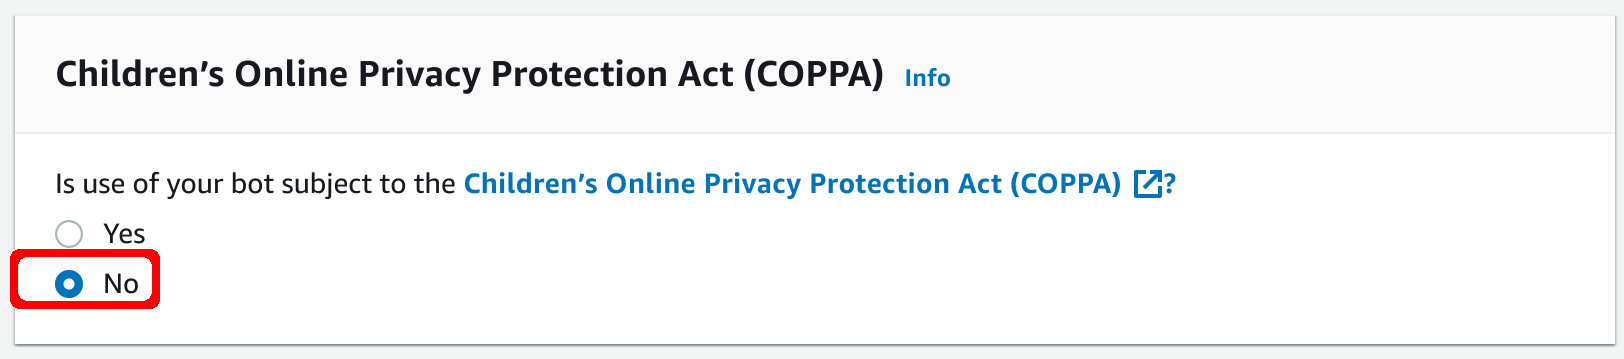 Children’s Online Privacy Protection Act (COPPA) Info
Is use of your bot subject to the Children’s Online Privacy Protection Act (COPPA) ?
Yes
No